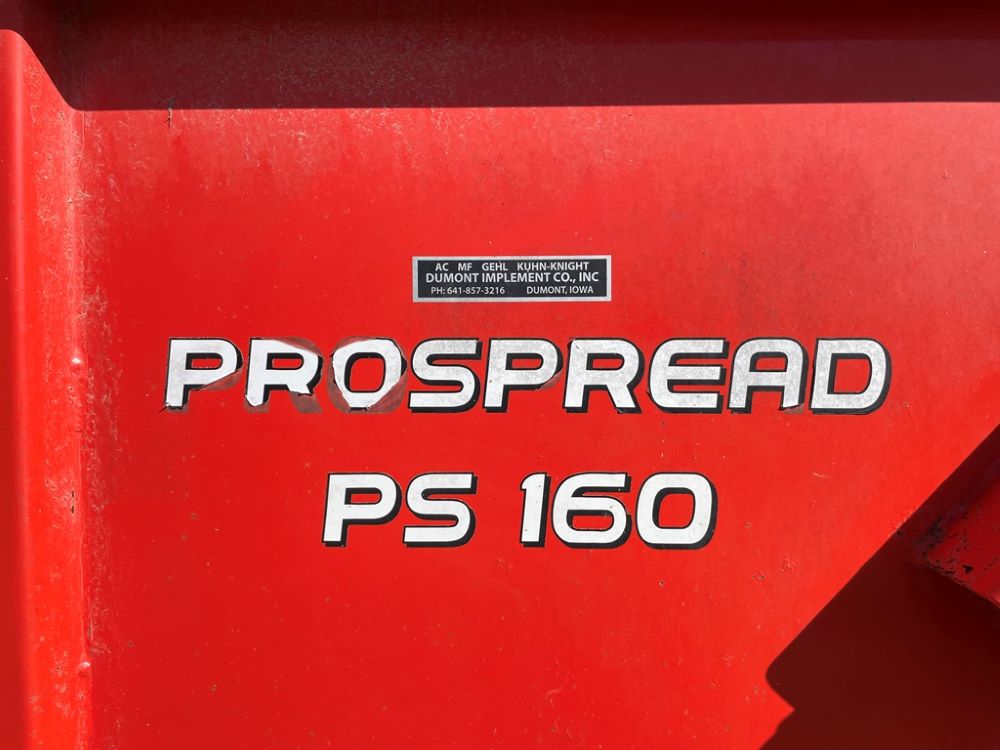 AC MF GEHL KUHN-KNIGHT
DUMONT IMPLEMENT CO., INC
PH: 641-857-3216 DUMONT, IOWA
PROSPREAD
PS 160